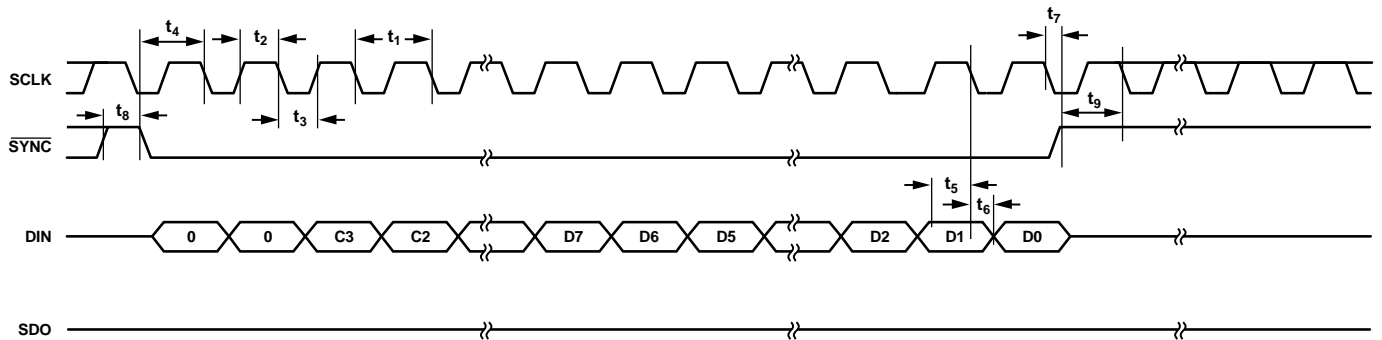 t4 t2 t1 t7
SCLK
t8 t3 t9
SYNC
t5 t6
DIN 0 0 C3 C2 D7 D6 D5 D2 D1 D0
SDO